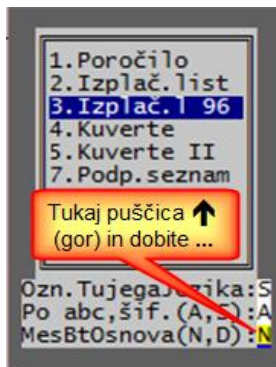 1.Poročilo
2.Izplač.list
3.Izplač.l 96
4.Kuverte
5.Kuverte II
7.Podp.seznam
Tukaj puščica ↑
(gor) in dobite ...
Ozn.TujegaJezika:S
Po abc,šif.(A,S):A
MesBtOsnova(N,D):N